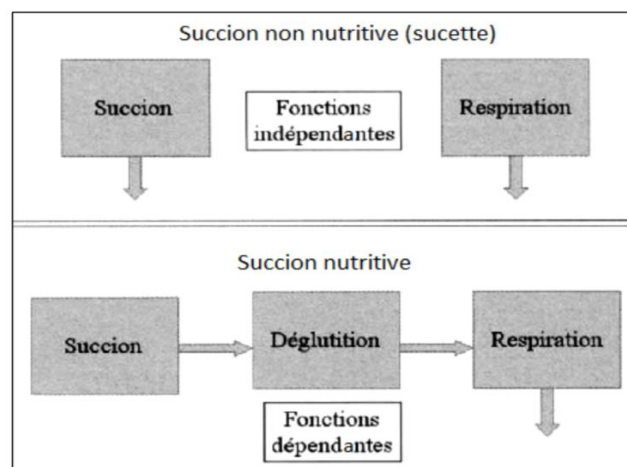 Succion non nutritive (sucette)
Succion
Fonctions
indépendantes
Respiration
Succion nutritive
Succion
Déglutition
Respiration
Fonctions
dépendantes